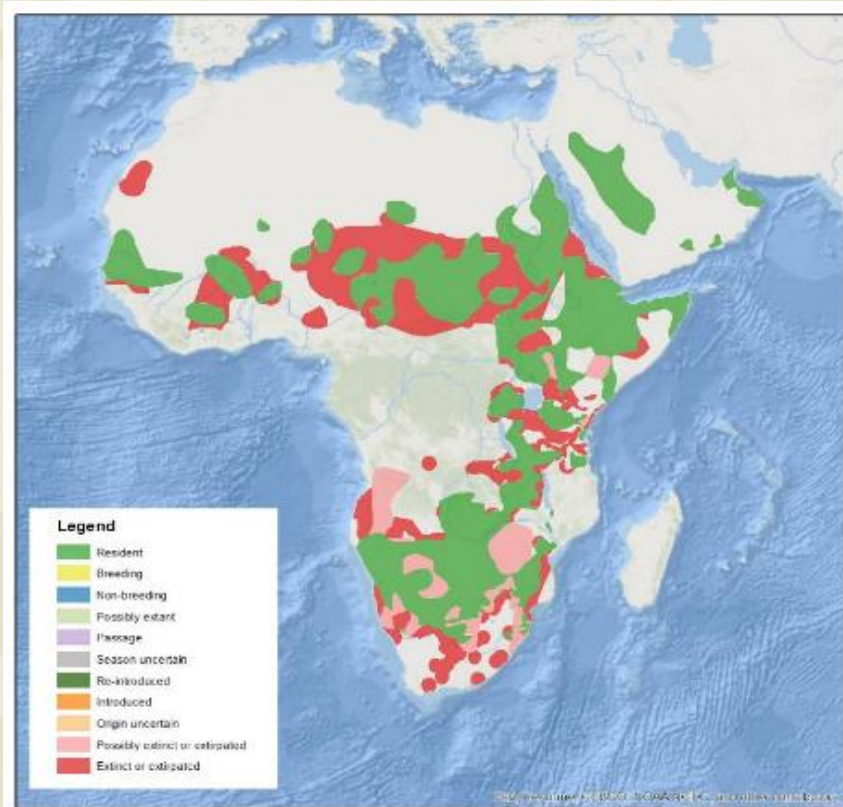 Legend
Resident
Breeding
Non-breeding
Possibly extant
Passage
Season uncertain
Re-introduced
Introduced
Origin uncertain
Possibly extinct or extirpated
Extinct or extirpated